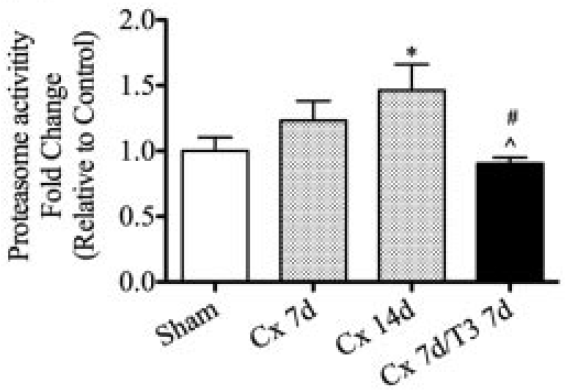 Proteasome activitity
Fold Change
(Relative to Control)
2.0
1.5
1.0
0.5
0.0
*
#
^
Sham
Cx 7d
Cx 14d
Cx 7d/T3 7d